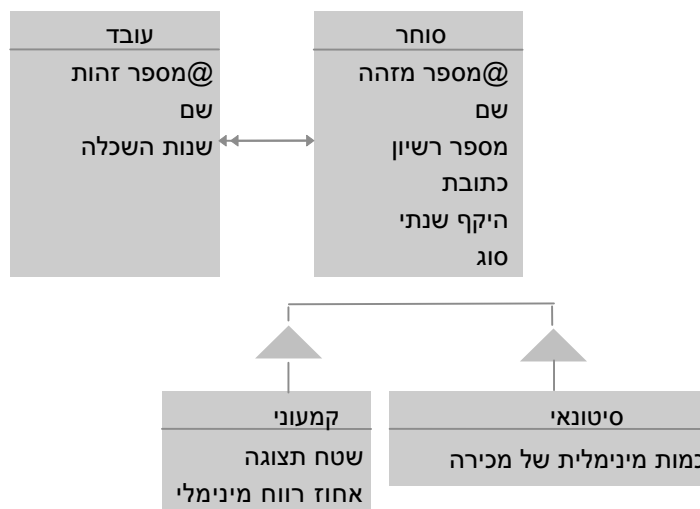 סוחר
@מספר מזהה
שם
מספר רשיון
כתובת
היקף שנתי
סוג
עובד
@מספר זהות
שם
שנות השכלה
סיטונאי
כמות מינימלית של מכירה
קמעוני
שטח תצוגה
אחוז רווח מינימלי